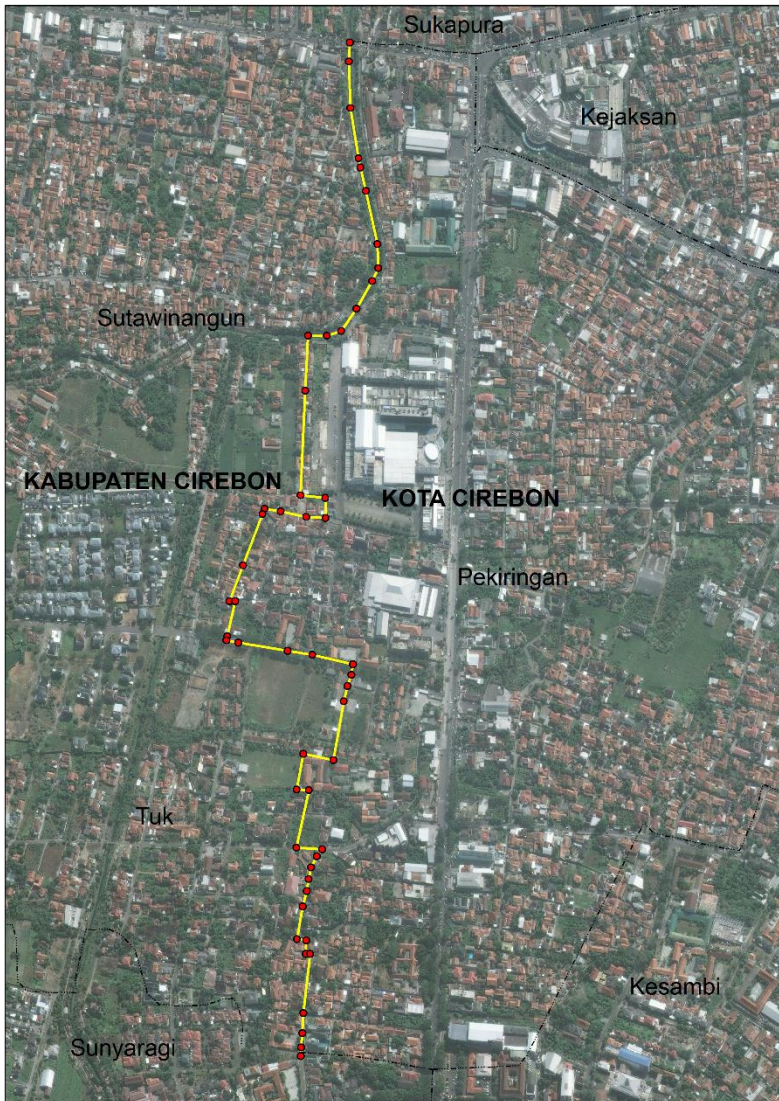 Sukapura
Kejaksan
Sutawinangun
KABUPATEN CIREBON
KOTA CIREBON
Pekiringan
Tuk
Kesambi
Sunyaragi